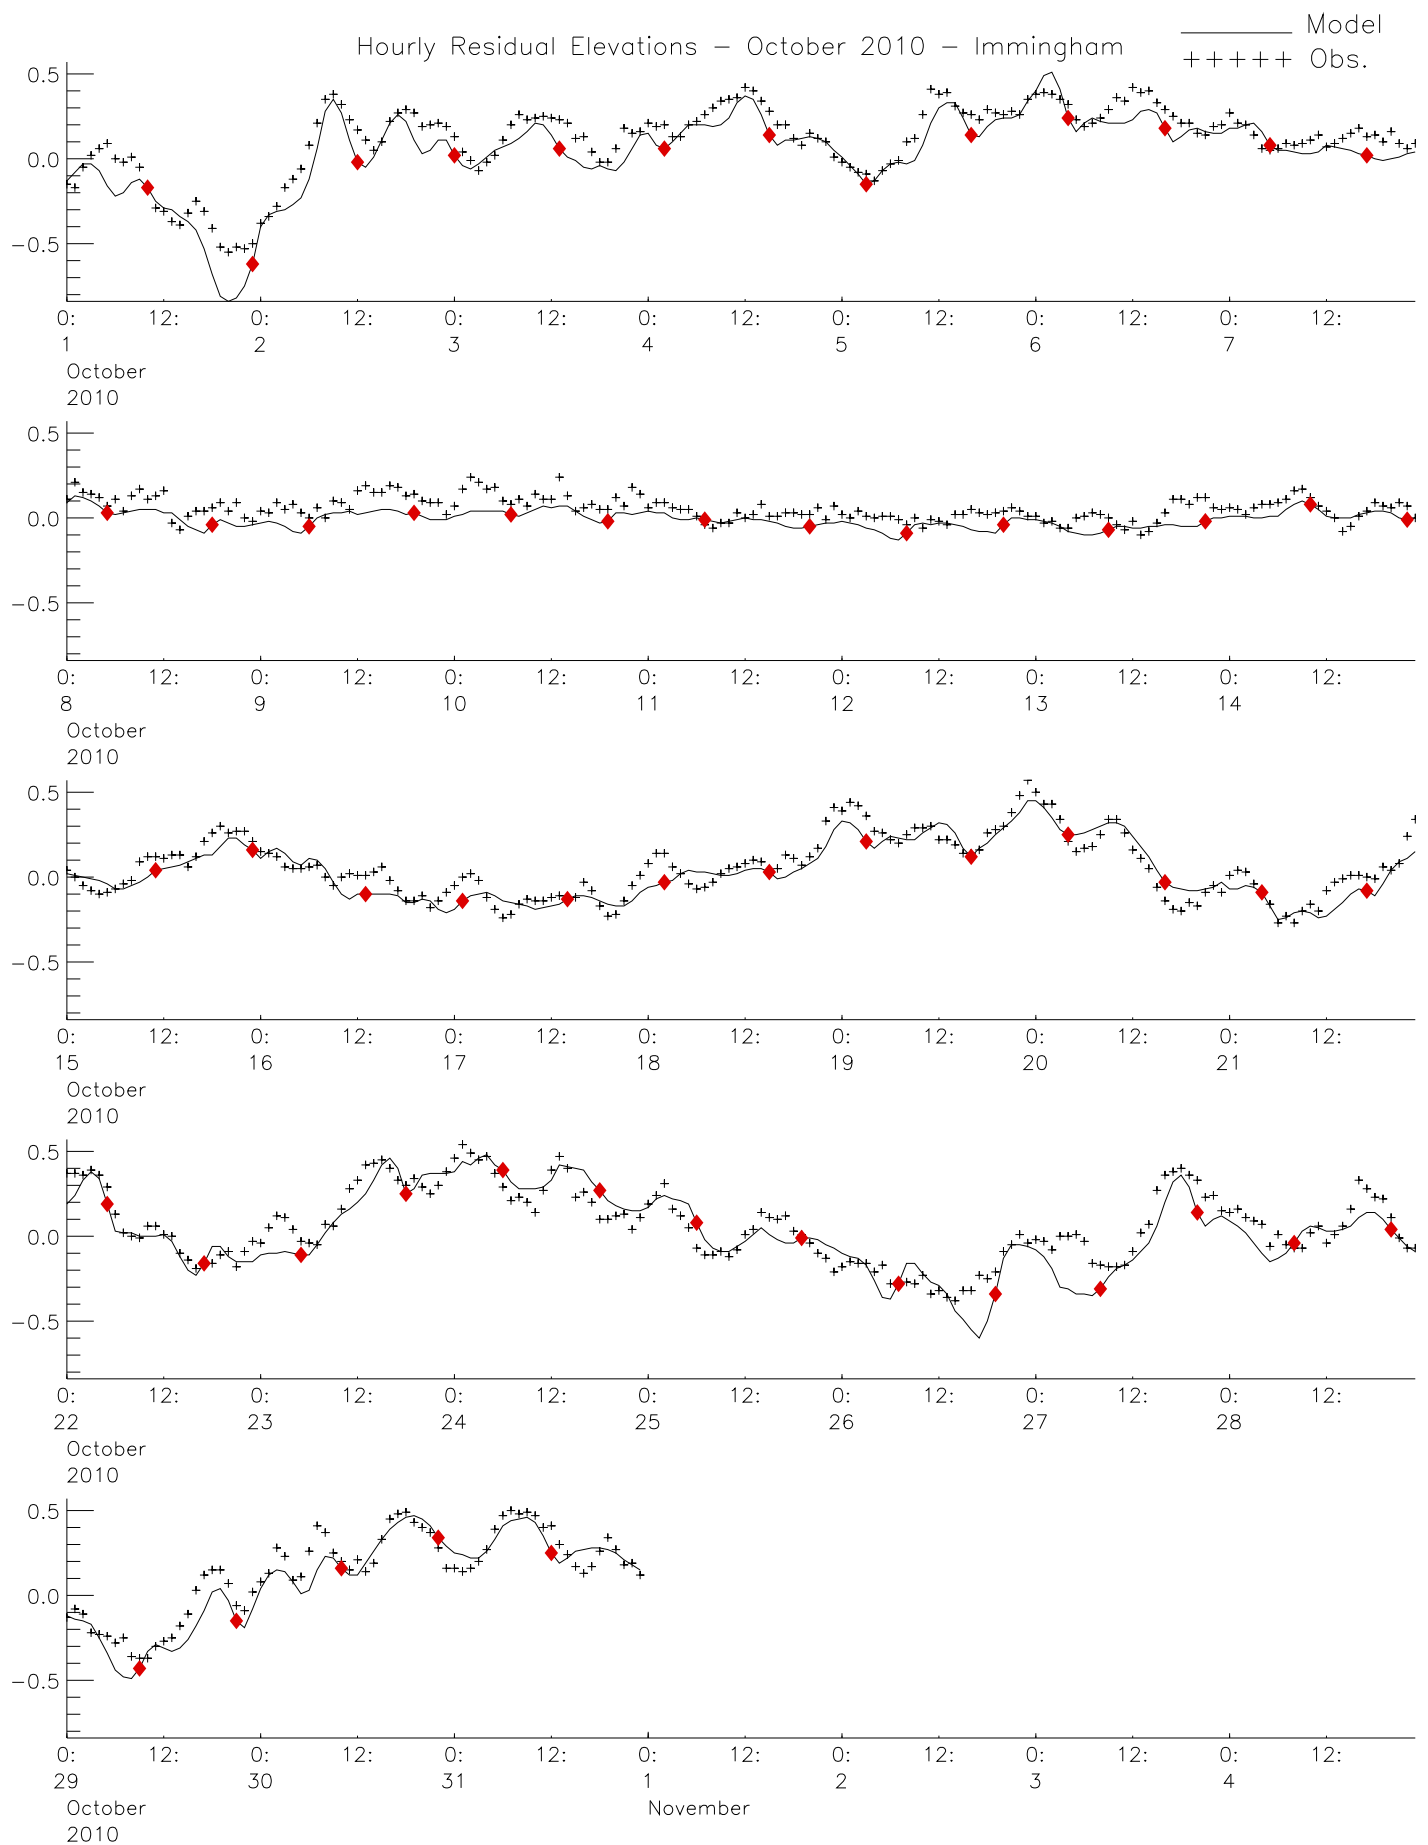 Hourly Residual Elevations – October 2010 – Immingham
Model
+++++ Obs.
0.5
0.0
−0.5
0: 12: 0: 12: 0: 12: 0: 12: 0: 12: 0: 12: 0: 12:
1 2 3 4 5 6 7
October
2010
0.5
0.0
−0.5
0: 12: 0: 12: 0: 12: 0: 12: 0: 12: 0: 12: 0: 12:
8 9 10 11 12 13 14
October
2010
0.5
0.0
−0.5
0: 12: 0: 12: 0: 12: 0: 12: 0: 12: 0: 12: 0: 12:
15 16 17 18 19 20 21
October
2010
0.5
0.0
−0.5
0: 12: 0: 12: 0: 12: 0: 12: 0: 12: 0: 12: 0: 12:
22 23 24 25 26 27 28
October
2010
0.5
0.0
−0.5
0: 12: 0: 12: 0: 12: 0: 12: 0: 12: 0: 12: 0: 12:
29 30 31 1 2 3 4
October November
2010